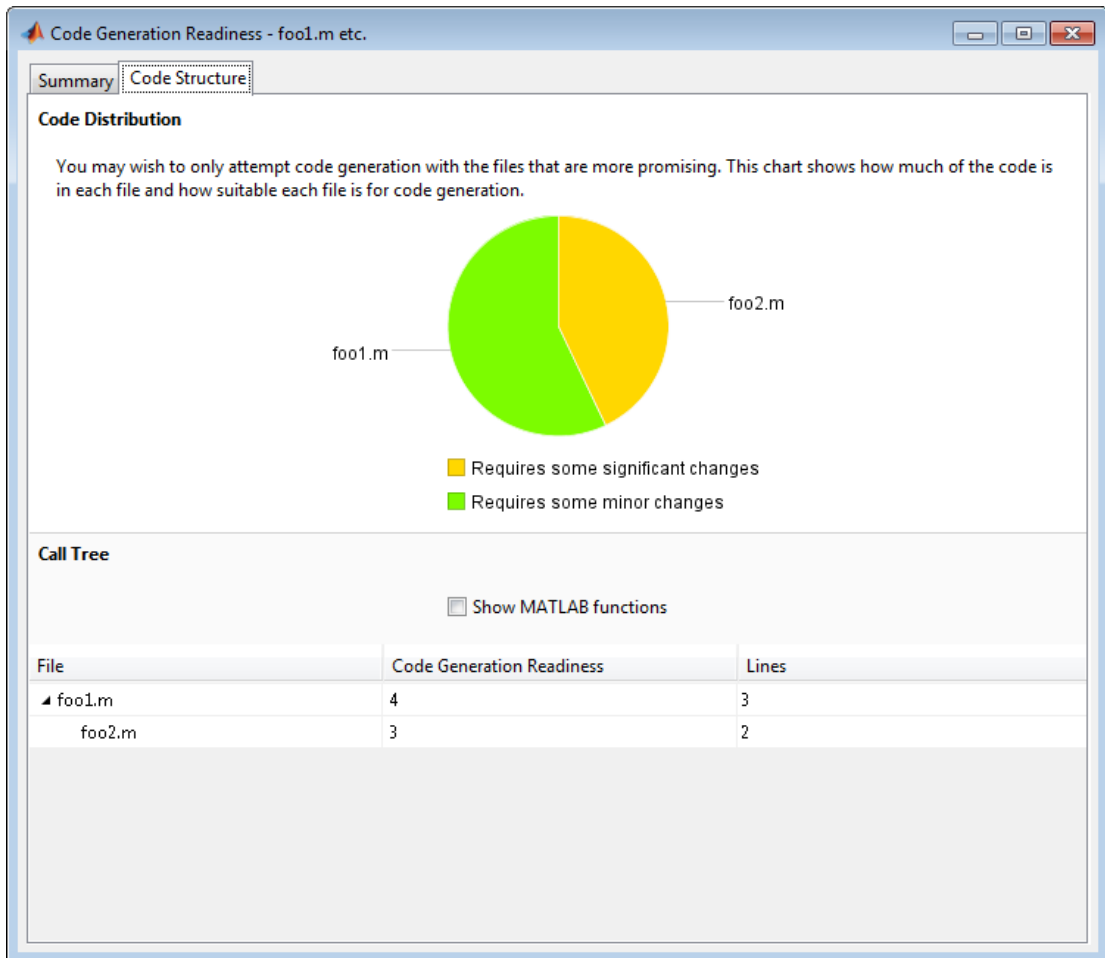 Code Generation Readiness - foo1.m etc.
Summary Code Structure
Code Distribution
You may wish to only attempt code generation with the files that are more promising. This chart shows how much of the code is
in each file and how suitable each file is for code generation.
foo2.m
foo1.m
Requires some significant changes
Requires some minor changes
Call Tree
Show MATLAB functions
File Code Generation Readiness Lines
foo1.m 4 3
foo2.m 3 2